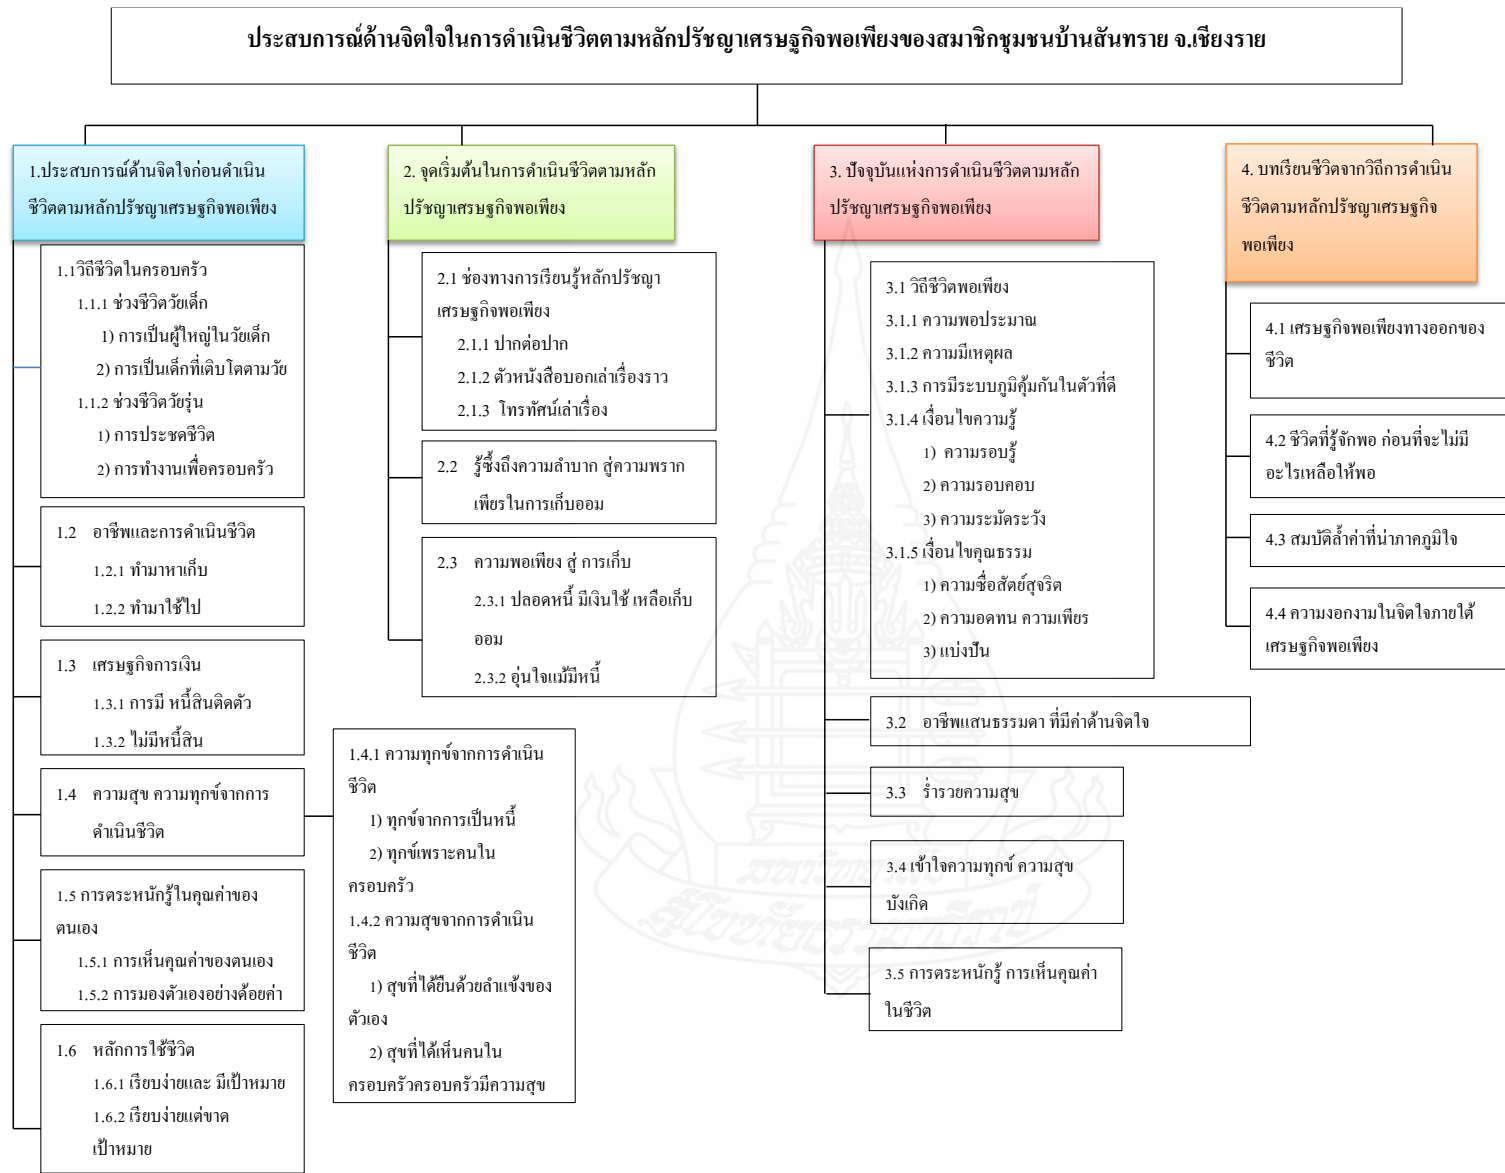 ประสบการณ์ด้านจิตใจในการดำเนินชีวิตตามหลักปรัชญาเศรษฐกิจพอเพียงของสมาชิกชุมชนบ้านสันทราย จ.เชียงราย
1.ประสบการณ์ด้านจิตใจก่อนดำเนิน
ชีวิตตามหลักปรัชญาเศรษฐกิจพอเพียง
1.1วิถีชีวิตในครอบครัว
1.1.1 ช่วงชีวิตวัยเด็ก
1) การเป็นผู้ใหญ่ในวัยเด็ก
2) การเป็นเด็กที่เติบโตตามวัย
1.1.2 ช่วงชีวิตวัยรุ่น
1) การประชดชีวิต
2) การทำงานเพื่อครอบครัว
1.2 อาชีพและการดำเนินชีวิต
1.2.1 ทำมาหาเก็บ
1.2.2 ทำมาใช้ไป
1.3 เศรษฐกิจการเงิน
1.3.1 การมี หนี้สินติดตัว
1.3.2 ไม่มีหนี้สิน
1.4 ความสุข ความทุกข์จากการ
ดำเนินชีวิต
1.4.1 ความทุกข์จากการดำเนิน
ชีวิต
1) ทุกข์จากการเป็นหนี้
2) ทุกข์เพราะคนใน
ครอบครัว
1.4.2 ความสุขจากการดำเนิน
ชีวิต
1) สุขที่ได้ยืนด้วยลำแข้งของ
ตัวเอง
2) สุขที่ได้เห็นคนใน
ครอบครัวครอบครัวมีความสุข
1.5 การตระหนักรู้ในคุณค่าของ
ตนเอง
1.5.1 การเห็นคุณค่าของตนเอง
1.5.2 การมองตัวเองอย่างด้อยค่า
1.6 หลักการใช้ชีวิต
1.6.1 เรียบง่ายและ มีเป้าหมาย
1.6.2 เรียบง่ายแต่ขาด
เป้าหมาย
2. จุดเริ่มต้นในการดำเนินชีวิตตามหลัก
ปรัชญาเศรษฐกิจพอเพียง
2.1 ช่องทางการเรียนรู้หลักปรัชญา
เศรษฐกิจพอเพียง
2.1.1 ปากต่อปาก
2.1.2 ตัวหนังสือบอกเล่าเรื่องราว
2.1.3 โทรทัศน์เล่าเรื่อง
2.2 รู้ซึ้งถึงความลำบาก สู่ความพราก
เพียรในการเก็บออม
2.3 ความพอเพียง สู่ การเก็บ
2.3.1 ปลอดหนี้ มีเงินใช้ เหลือเก็บ
ออม
2.3.2 อุ่นใจแม้มีหนี้
3. ปัจจุบันแห่งการดำเนินชีวิตตามหลัก
ปรัชญาเศรษฐกิจพอเพียง
3.1 วิถีชีวิตพอเพียง
3.1.1 ความพอประมาณ
3.1.2 ความมีเหตุผล
3.1.3 การมีระบบภูมิคุ้มกันในตัวที่ดี
3.1.4 เงื่อนไขความรู้
1) ความรอบรู้
2) ความรอบคอบ
3) ความระมัดระวัง
3.1.5 เงื่อนไขคุณธรรม
1) ความซื่อสัตย์สุจริต
2) ความอดทน ความเพียร
3) แบ่งปัน
3.2 อาชีพแสนธรรมดา ที่มีค่าด้านจิตใจ
3.3 ร่ำรวยความสุข
3.4 เข้าใจความทุกข์ ความสุข
บังเกิด
3.5 การตระหนักรู้ การเห็นคุณค่า
ในชีวิต
4. บทเรียนชีวิตจากวิถีการดำเนิน
ชีวิตตามหลักปรัชญาเศรษฐกิจ
พอเพียง
4.1 เศรษฐกิจพอเพียงทางออกของ
ชีวิต
4.2 ชีวิตที่รู้จักพอ ก่อนที่จะไม่มี
อะไรเหลือให้พอ
4.3 สมบัติล้ำค่าที่น่าภาคภูมิใจ
4.4 ความงอกงามในจิตใจภายใต้
เศรษฐกิจพอเพียง
มหาวิทยาลัย
สุโขทัยธรรมาธิราช